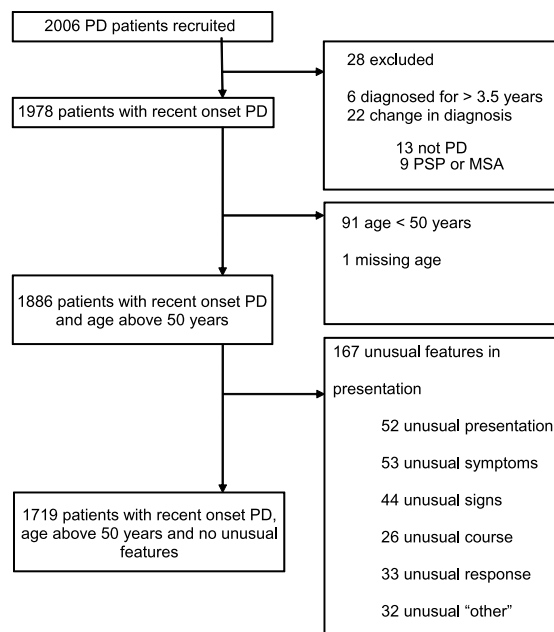 2006 PD patients recruited
28 excluded
6 diagnosed for > 3.5 years
22 change in diagnosis
13 not PD
9 PSP or MSA
1978 patients with recent onset PD
91 age < 50 years
1 missing age
1886 patients with recent onset PD
and age above 50 years
167 unusual features in
presentation
52 unusual presentation
53 unusual symptoms
44 unusual signs
26 unusual course
33 unusual response
32 unusual “other”
1719 patients with recent onset PD,
age above 50 years and no unusual
features